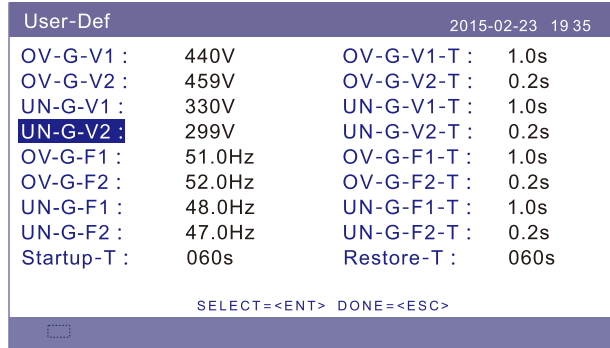 User-Def 2015-02-23 19 35
OV-G-V1 : 440V OV-G-V1-T : 1.0s
OV-G-V2 : 459V OV-G-V2-T : 0.2s
UN-G-V1 : 330V UN-G-V1-T : 1.0s
UN-G-V2 : 299V UN-G-V2-T : 0.2s
OV-G-F1 : 51.0Hz OV-G-F1-T : 1.0s
OV-G-F2 : 52.0Hz OV-G-F2-T : 0.2s
UN-G-F1 : 48.0Hz UN-G-F1-T : 1.0s
UN-G-F2 : 47.0Hz UN-G-F2-T : 0.2s
Startup-T : 060s Restore-T : 060s
SELECT=<ENT> DONE=<ESC>